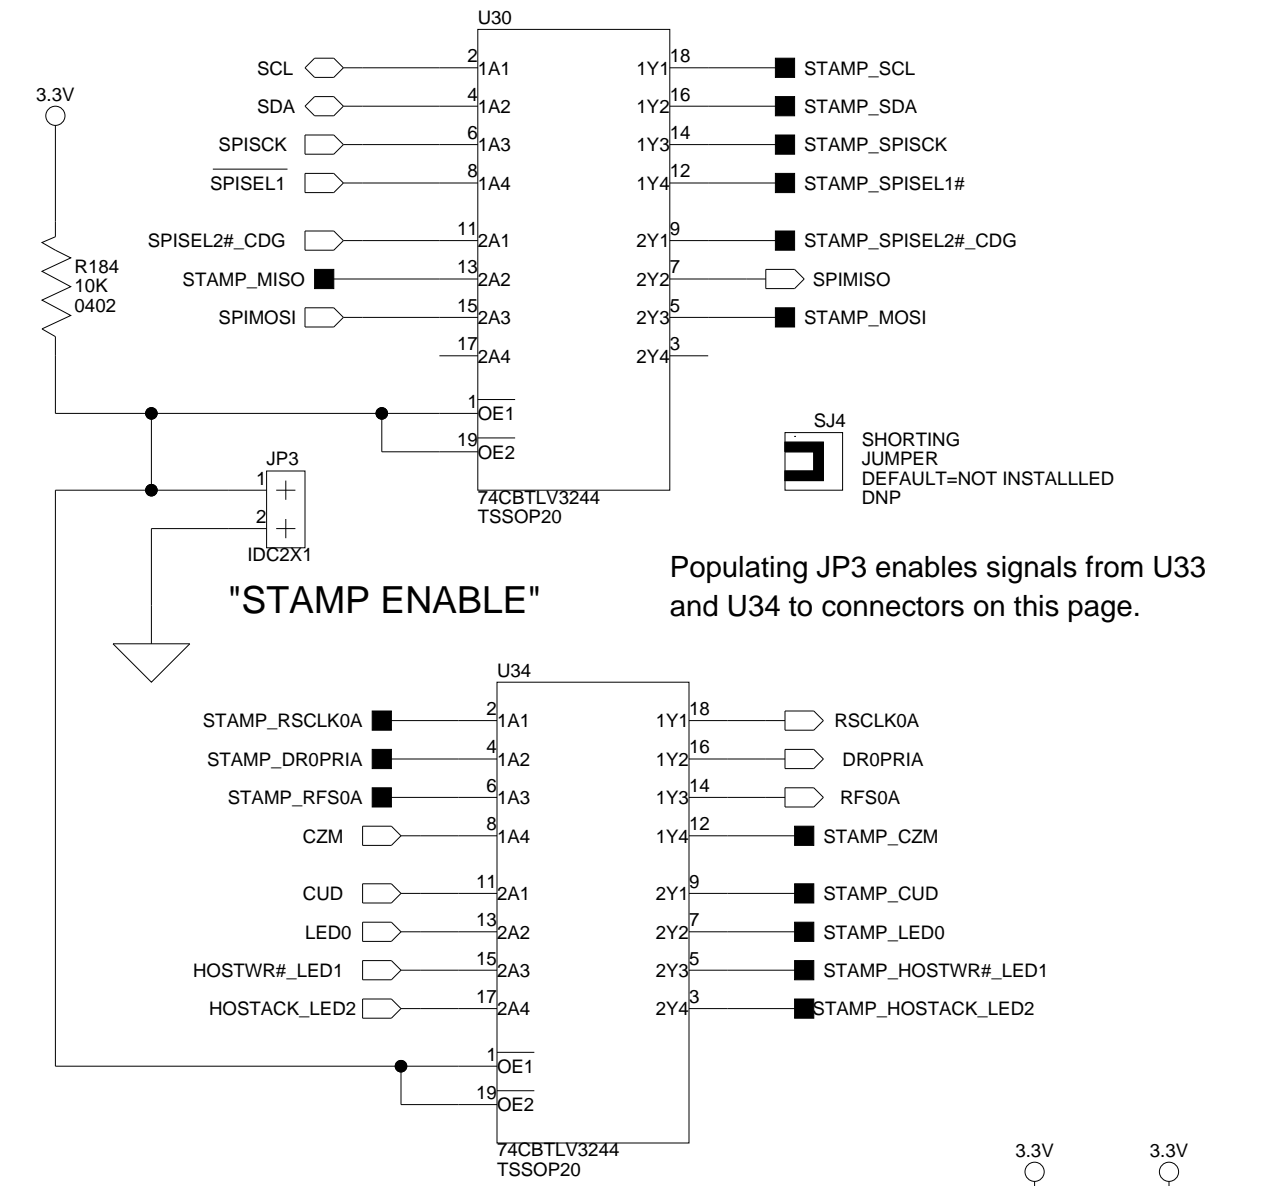 U30
SCL 2 1A1 1Y1 18 STAMP_SCL
3.3V
SDA 4 1A2 1Y2 16 STAMP_SDA
SPISCK 6 1A3 1Y3 14 STAMP_SPISCK
SPISEL1 8 1A4 1Y4 12 STAMP_SPISEL1#
SPISEL2#_CDG 11 2A1 2Y1 9 STAMP_SPISEL2#_CDG
R184
10K
0402
STAMP_MISO 13 2A2 2Y2 7 SPIMISO
SPIMOSI 15 2A3 2Y3 5 STAMP_MOSI
17 2A4 2Y4 3
1 OE1
19 OE2
74CBTLV3244
TSSOP20
SJ4
SHORTING
JUMPER
DEFAULT=NOT INSTALLLED
DNP
JP3
1
2
IDC2X1
"STAMP ENABLE"
Populating JP3 enables signals from U33
and U34 to connectors on this page.
U34
STAMP_RSCLK0A 2 1A1 1Y1 18 RSCLK0A
STAMP_DR0PRIA 4 1A2 1Y2 16 DR0PRIA
STAMP_RFS0A 6 1A3 1Y3 14 RFS0A
CZM 8 1A4 1Y4 12 STAMP_CZM
CUD 11 2A1 2Y1 9 STAMP_CUD
LED0 13 2A2 2Y2 7 STAMP_LED0
HOSTWR#_LED1 15 2A3 2Y3 5 STAMP_HOSTWR#_LED1
HOSTACK_LED2 17 2A4 2Y4 3 STAMP_HOSTACK_LED2
1 OE1
19 OE2
74CBTLV3244
TSSOP20
3.3V 3.3V